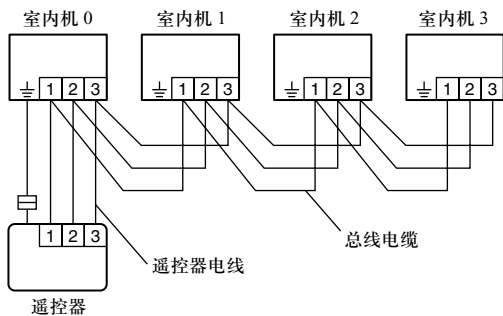 室内机 0 室内机 1 室内机 2 室内机 3
1 2 3 1 2 3 1 2 3 1 2 3
1 2 3
总线电缆
遥控器电线
遥控器